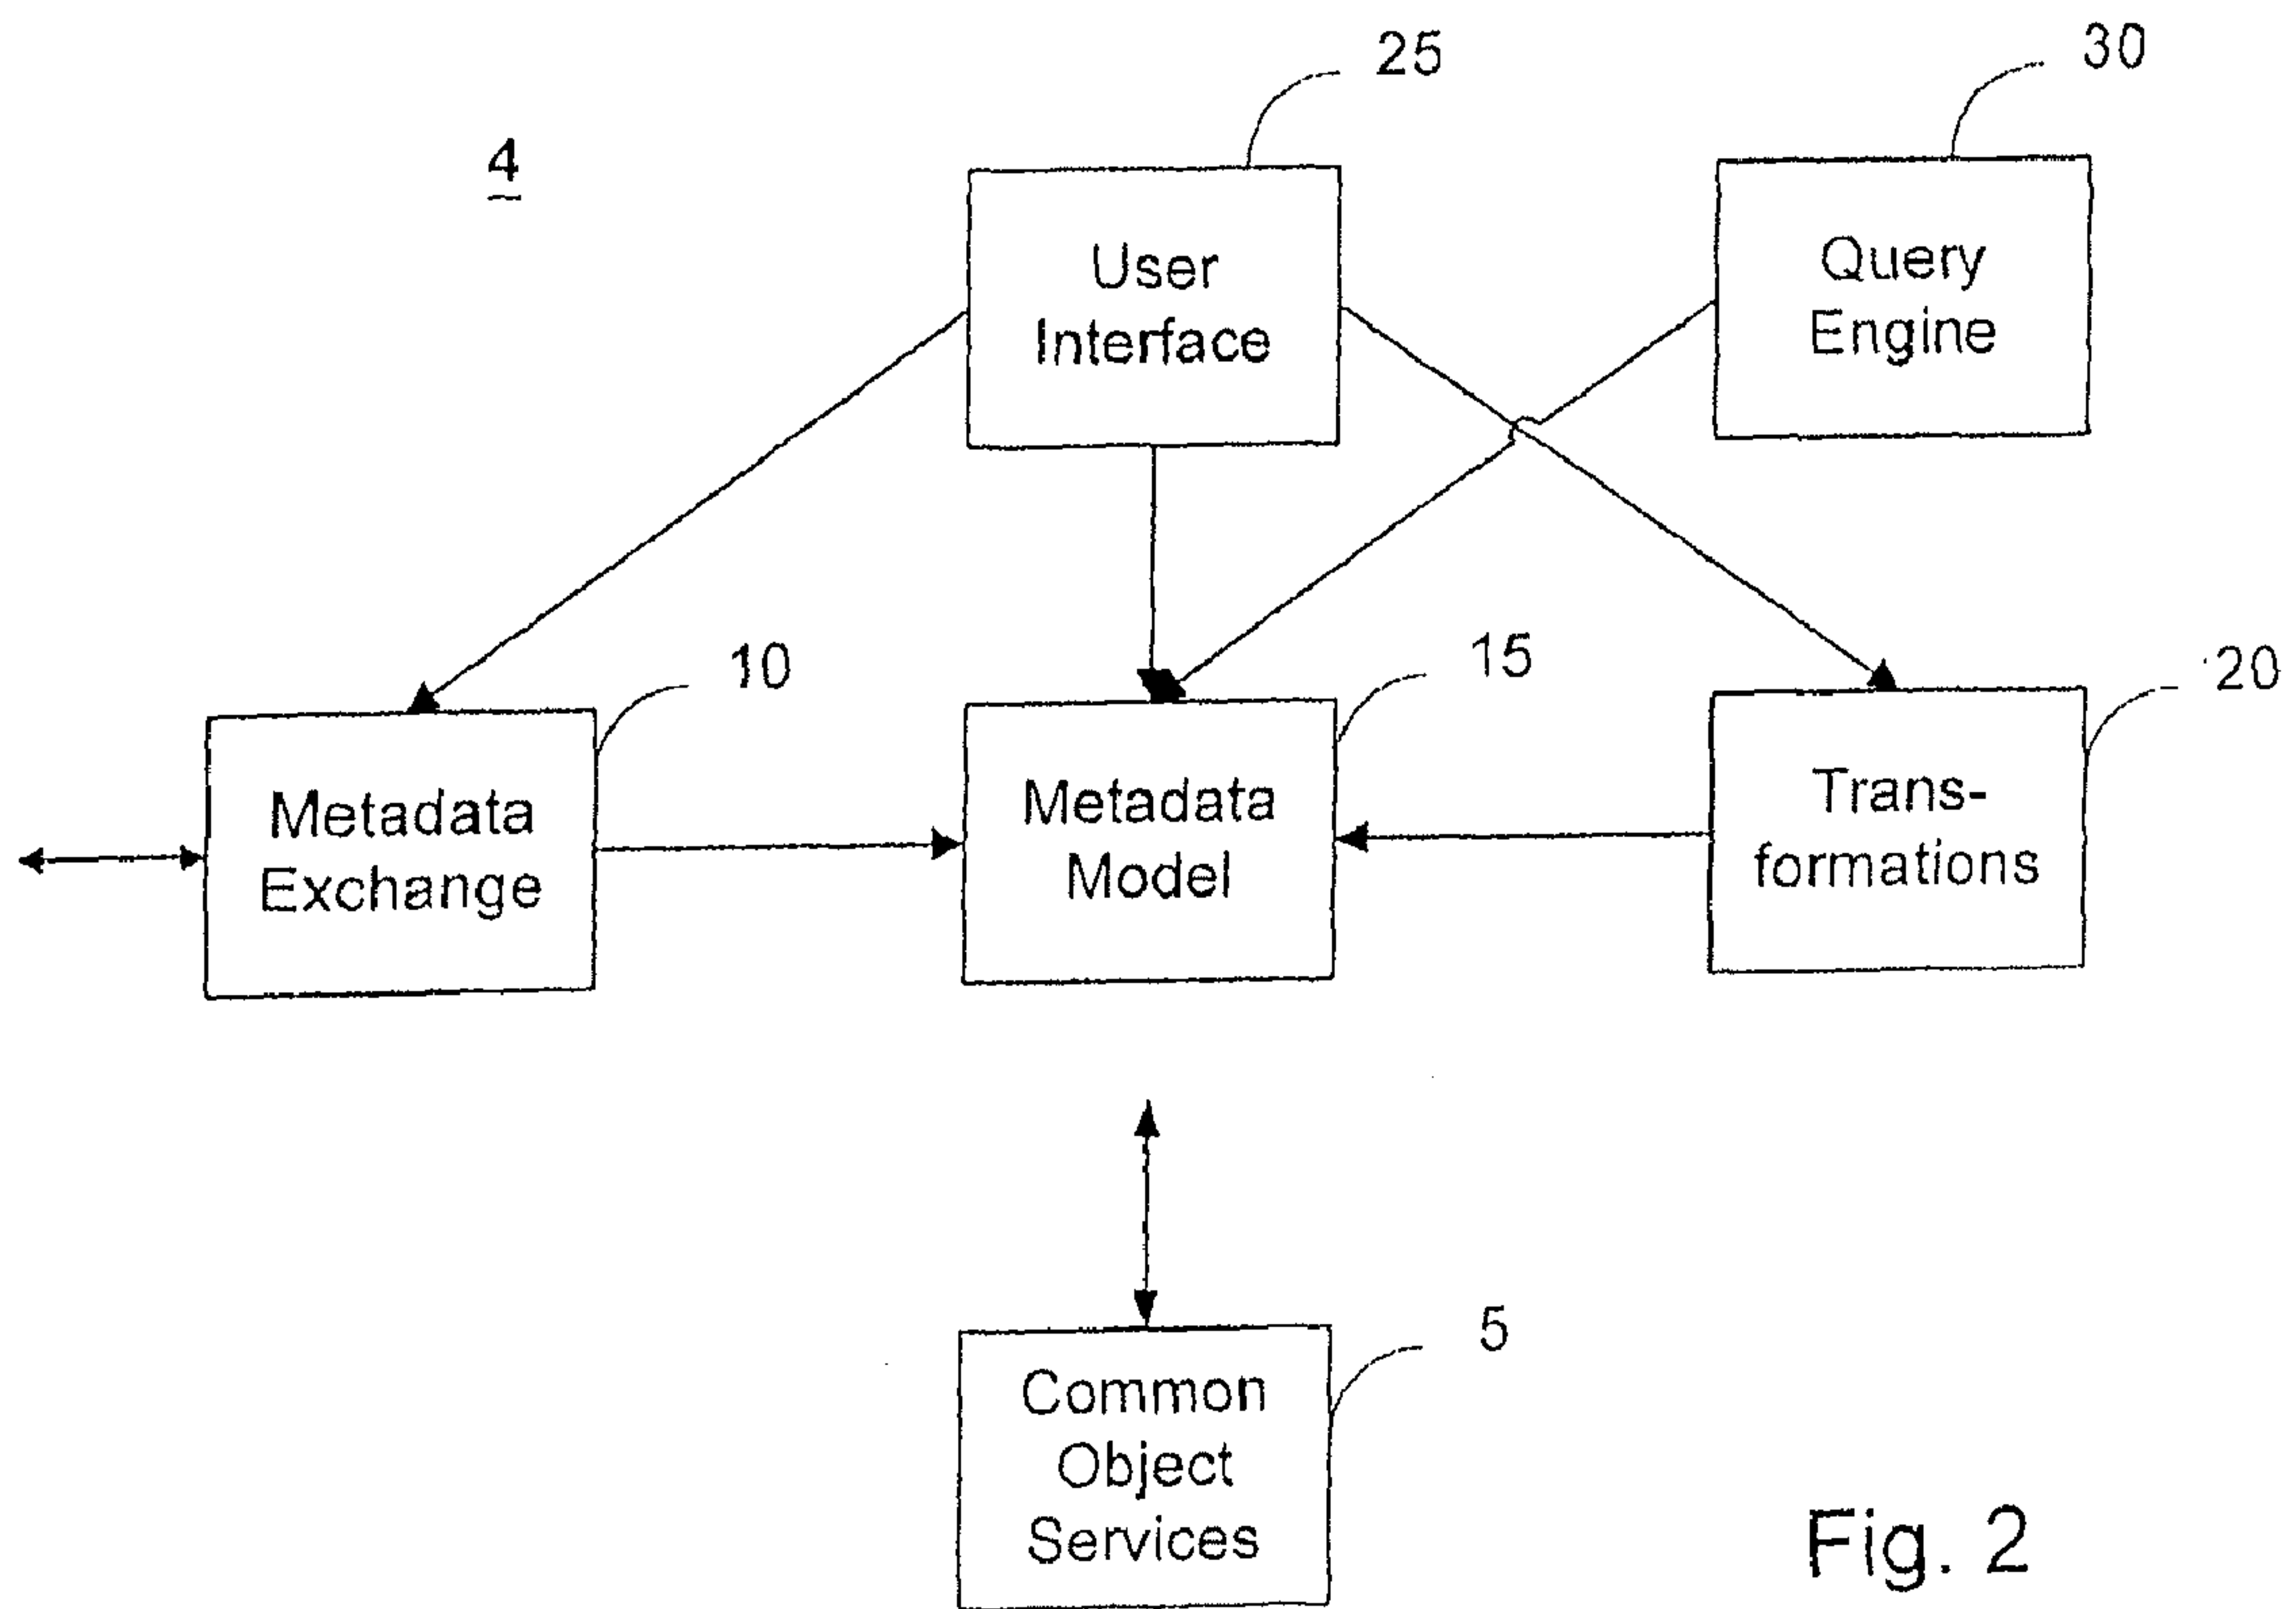 25
30
4
User
Interface
Query
Engine
10
15
20
Metadata
Exchange
Metadata
Model
Trans-
formations
5
Common
Object
Services
Fig. 2